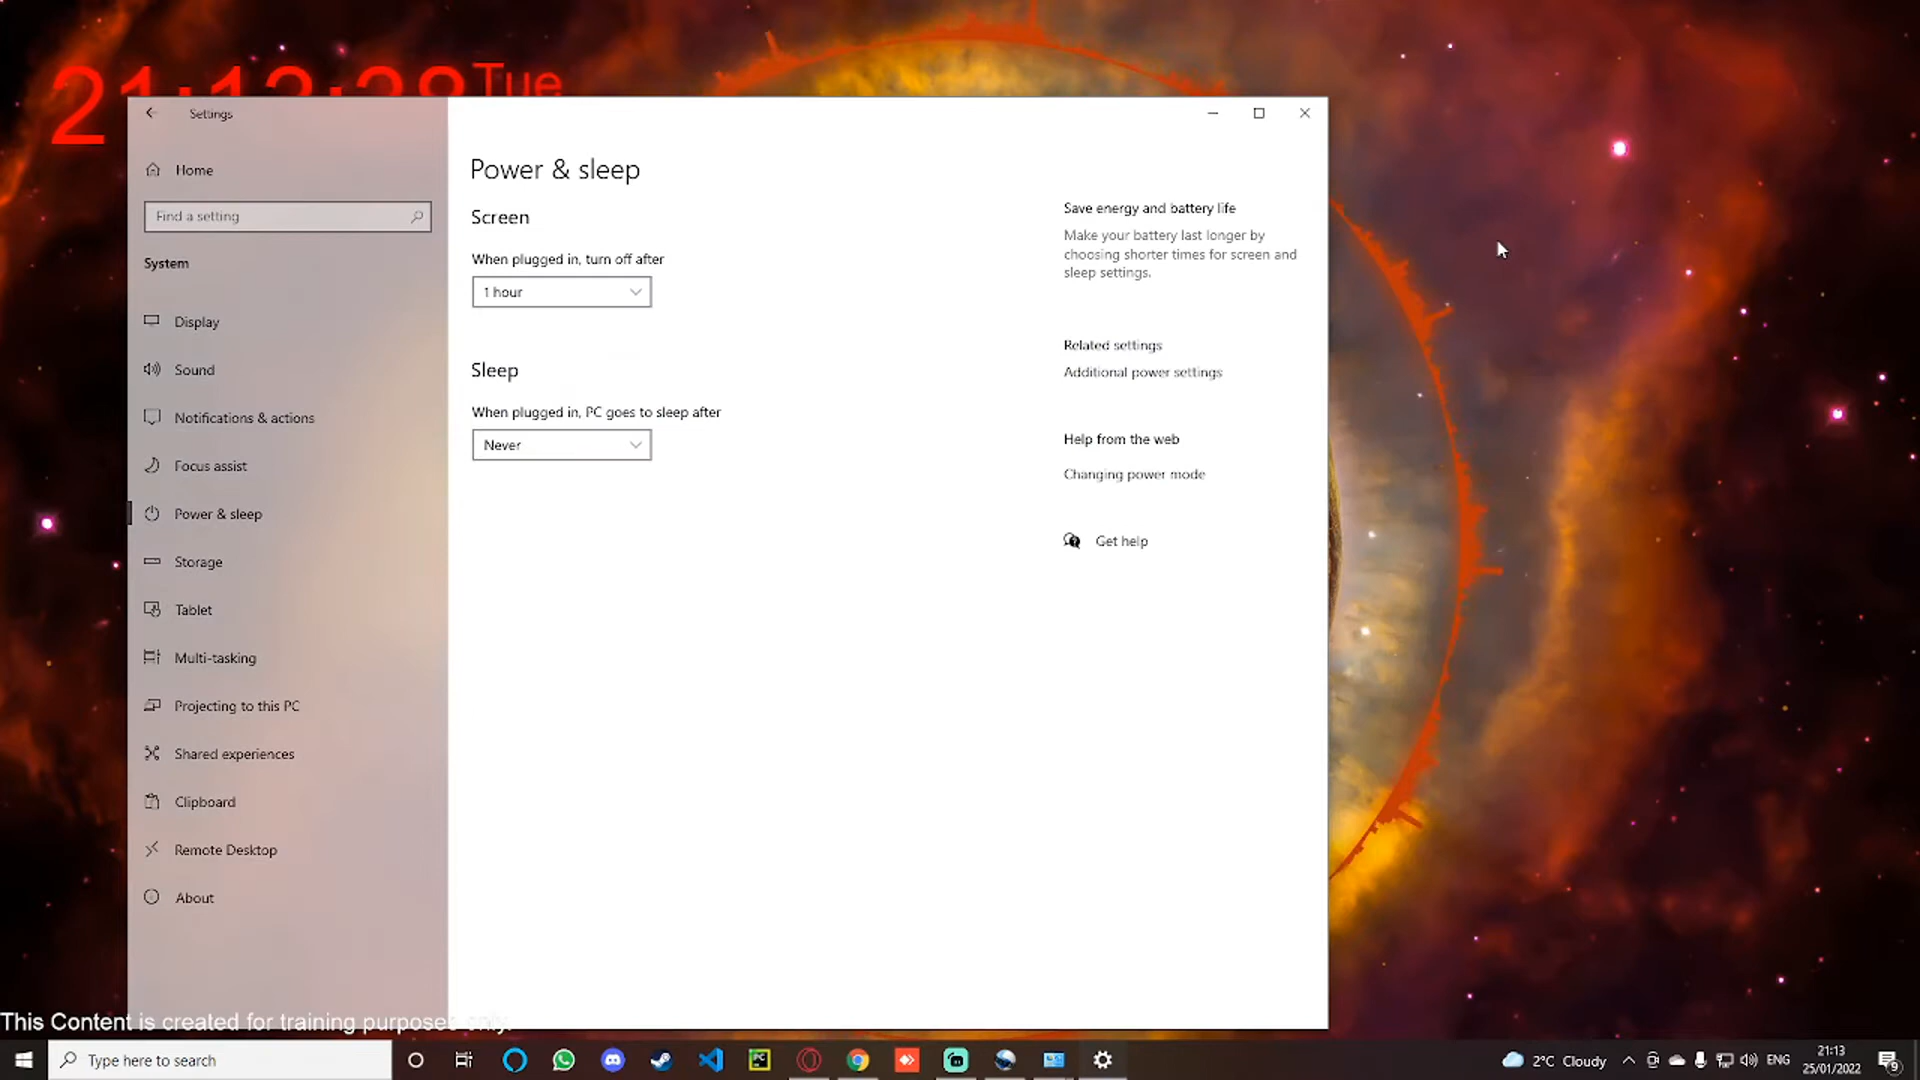 21:12:28 Tue
Settings
Home
Find a setting
System
Display
Sound
Notifications & actions
Focus assist
Power & sleep
Storage
Tablet
Multi-tasking
Projecting to this PC
Shared experiences
Clipboard
Remote Desktop
About
Power & sleep
Screen
When plugged in, turn off after
1 hour
Sleep
When plugged in, PC goes to sleep after
Never
Save energy and battery life
Make your battery last longer by
choosing shorter times for screen and
sleep settings.
Related settings
Additional power settings
Help from the web
Changing power mode
Get help
This Content is created for training purposes only.
Type here to search
PC
2°C Cloudy
ENG
21:13
25/01/2022
9